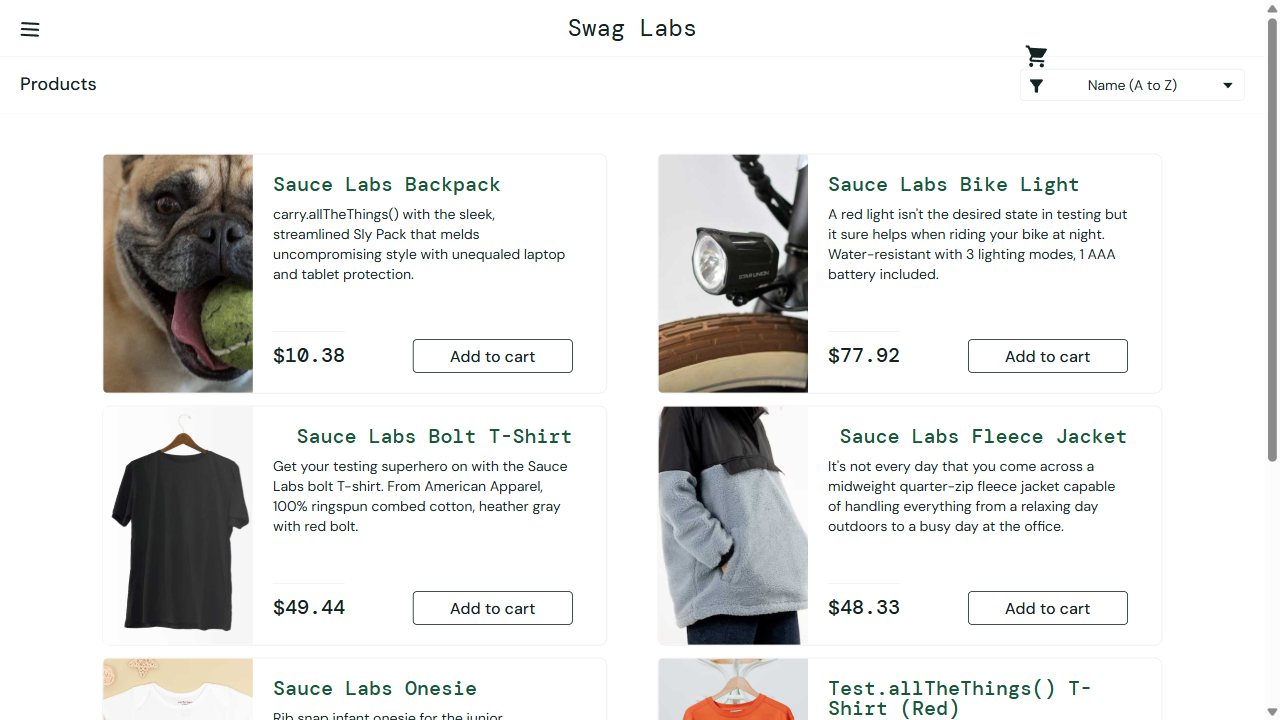 Swag Labs
Products
Name (A to Z)
Sauce Labs Backpack
carry.allTheThings() with the sleek,
streamlined Sly Pack that melds
uncompromising style with unequaled laptop
and tablet protection.
$10.38
Add to cart
Sauce Labs Bike Light
A red light isn't the desired state in testing but
it sure helps when riding your bike at night.
Water-resistant with 3 lighting modes, 1 AAA
battery included.
$77.92
Add to cart
Sauce Labs Bolt T-Shirt
Get your testing superhero on with the Sauce
Labs bolt T-shirt. From American Apparel,
100% ringspun combed cotton, heather gray
with red bolt.
$49.44
Add to cart
Sauce Labs Fleece Jacket
It's not every day that you come across a
midweight quarter-zip fleece jacket capable
of handling everything from a relaxing day
outdoors to a busy day at the office.
$48.33
Add to cart
Sauce Labs Onesie
Rib snap infant onesie for the junior
Test.allTheThings() T-
Shirt (Red)